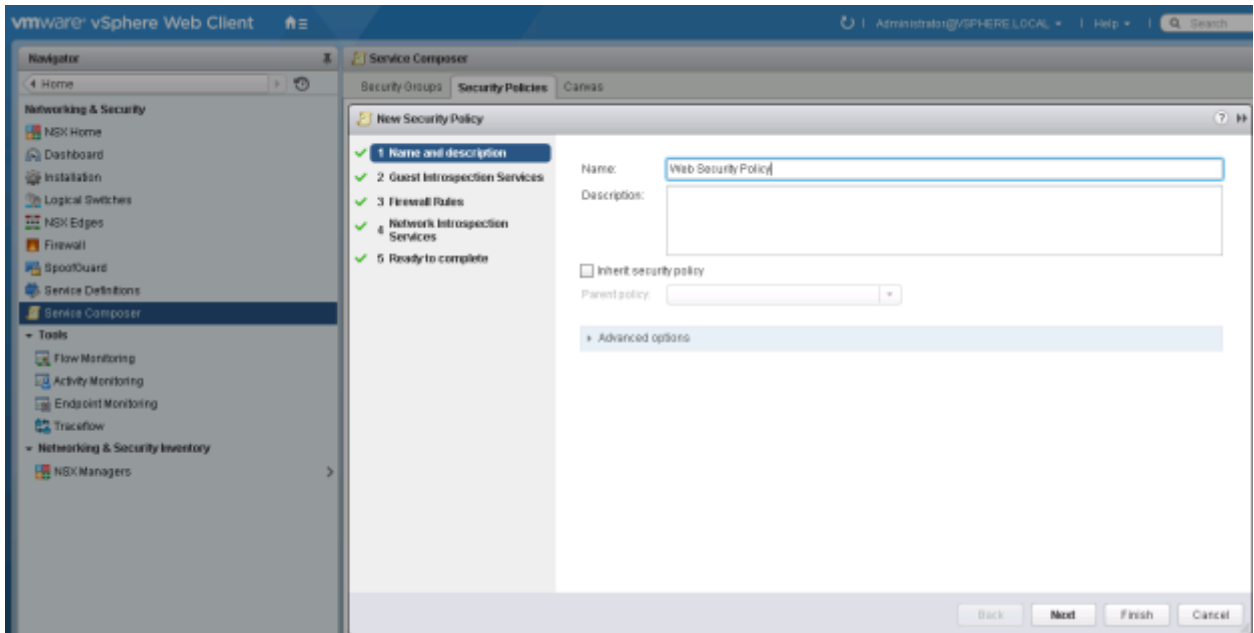 vmware® vSphere Web Client
Administrator@VSPHERE.LOCAL
Help
Search
Navigator
Home
Networking & Security
NSX Home
Dashboard
Installation
Logical Switches
NSX Edges
Firewall
SpoofGuard
Service Definitions
Service Composer
Tools
Flow Monitoring
Activity Monitoring
Endpoint Monitoring
Traceflow
Networking & Security Inventory
NSX Managers
Service Composer
Security Groups Security Policies Canvas
New Security Policy
1 Name and description
2 Guest Introspection Services
3 Firewall Rules
4 Network Introspection
Services
5 Ready to complete
Name: Web Security Policy
Description:
Inherit security policy
Parent policy:
Advanced options
Back Next Finish Cancel